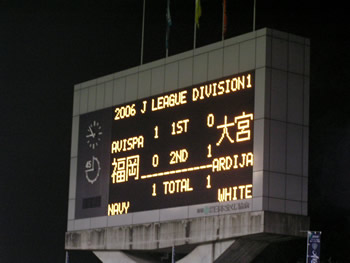 2006 J LEAGUE DIVISION1
AVISPA 1 1ST 0 大宮
福岡 0 2ND 1 ARDIJA
1 TOTAL 1
NAVY WHITE
45